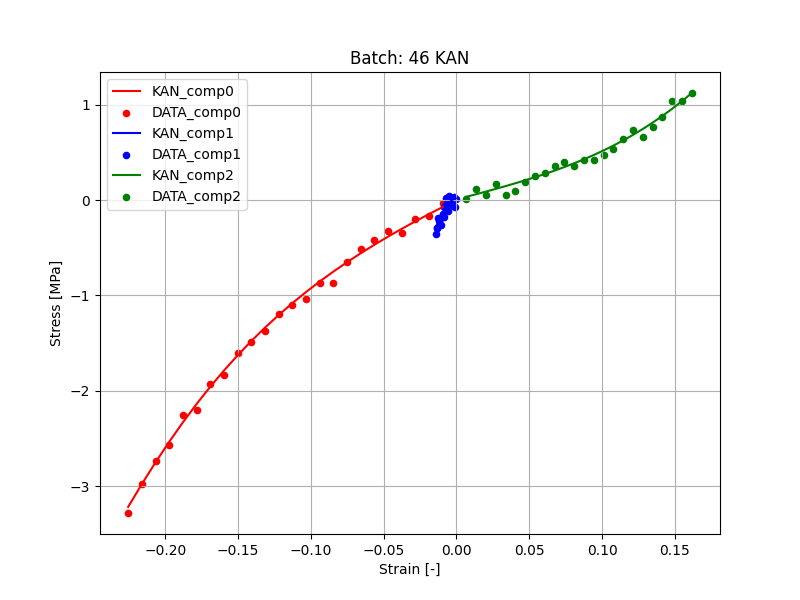 Batch: 46 KAN
KAN_comp0
DATA_comp0
KAN_comp1
DATA_comp1
KAN_comp2
DATA_comp2
1
0
−1
−2
−3
Stress [MPa]
−0.20 −0.15 −0.10 −0.05 0.00 0.05 0.10 0.15
Strain [-]